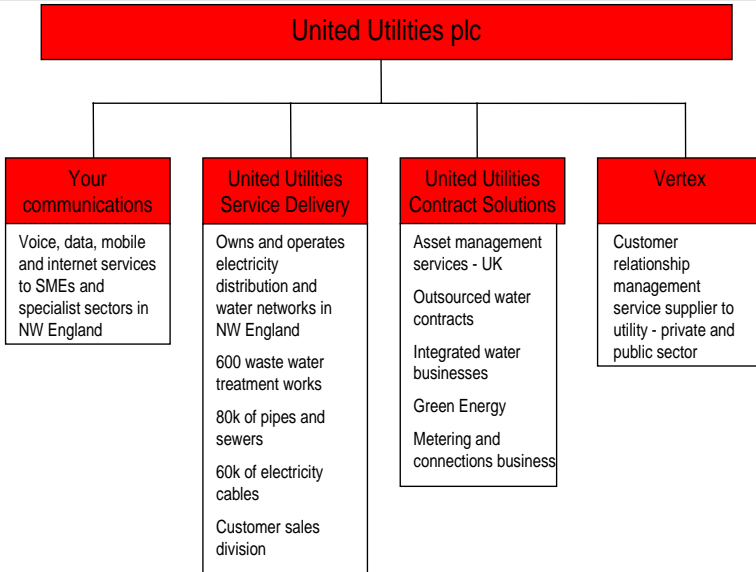 United Utilities plc
Your
communications
Voice, data, mobile
and internet services
to SMEs and
specialist sectors in
NW England
United Utilities
Service Delivery
Owns and operates
electricity
distribution and
water networks in
NW England
600 waste water
treatment works
80k of pipes and
sewers
60k of electricity
cables
Customer sales
division
United Utilities
Contract Solutions
Asset management
services - UK
Outsourced water
contracts
Integrated water
businesses
Green Energy
Metering and
connections business
Vertex
Customer
relationship
management
service supplier to
utility - private and
public sector